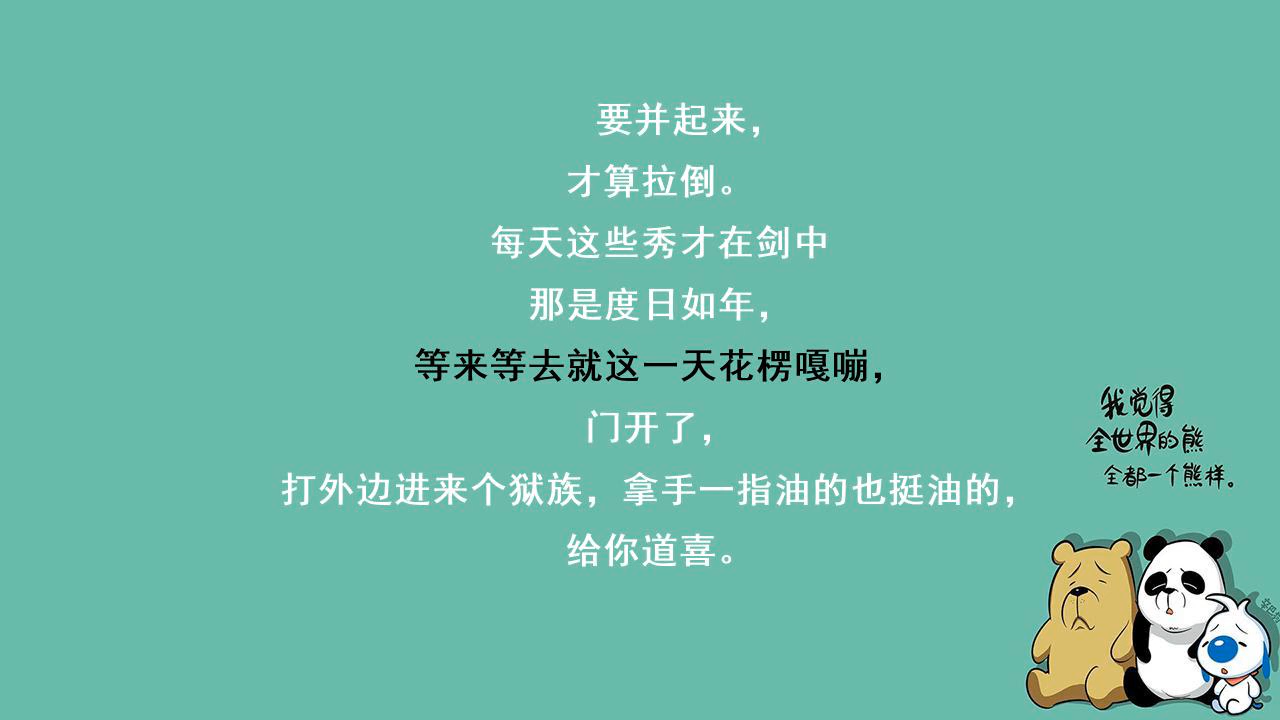 要并起来，
才算拉倒。
每天这些秀才在剑中
那是度日如年，
等来等去就这一天花楞嘎嘣，
门开了，
打外边进来个狱族，拿手一指油的也挺油的，
给你道喜。
我觉得
全世界的熊
全都一个熊样。